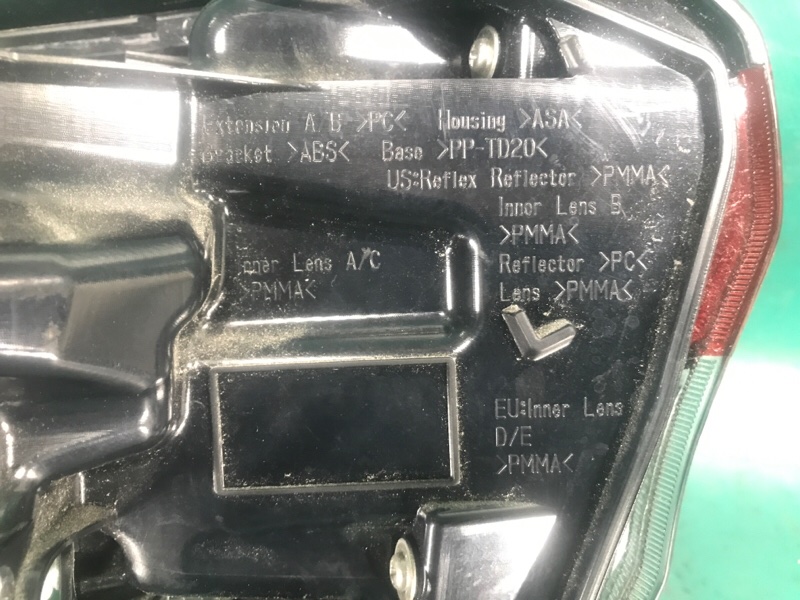 Extension A/B >PC< Housing >ASA<
Bracket >ABS< Base >PP-TD20<
US:Reflex Reflector >PMMA<
Inner Lens B
>PMMA<
Inner Lens A/C
>PMMA<
Reflector >PC<
Lens >PMMA<
EU:Inner Lens
D/E
>PMMA<